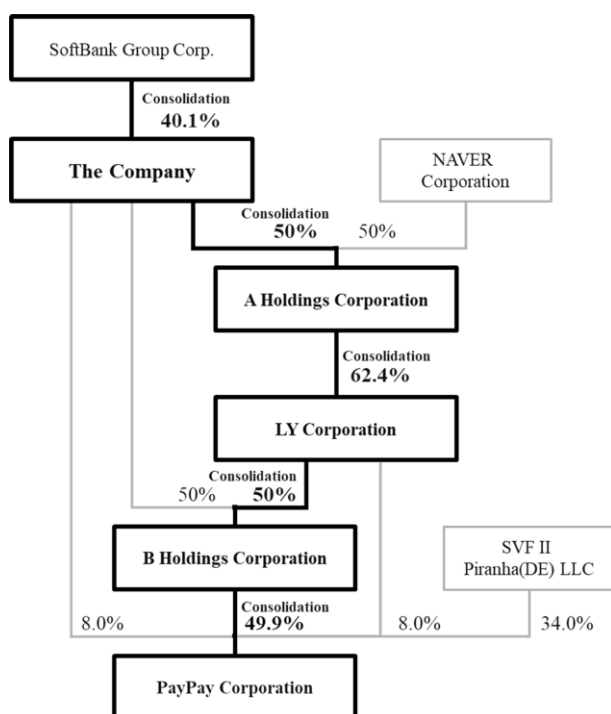 SoftBank Group Corp.
Consolidation
40.1%
The Company
NAVER
Corporation
Consolidation
50% 50%
A Holdings Corporation
Consolidation
62.4%
LY Corporation
Consolidation
50% 50%
B Holdings Corporation
SVF II
Piranha(DE) LLC
Consolidation
8.0% 49.9% 8.0% 34.0%
PayPay Corporation